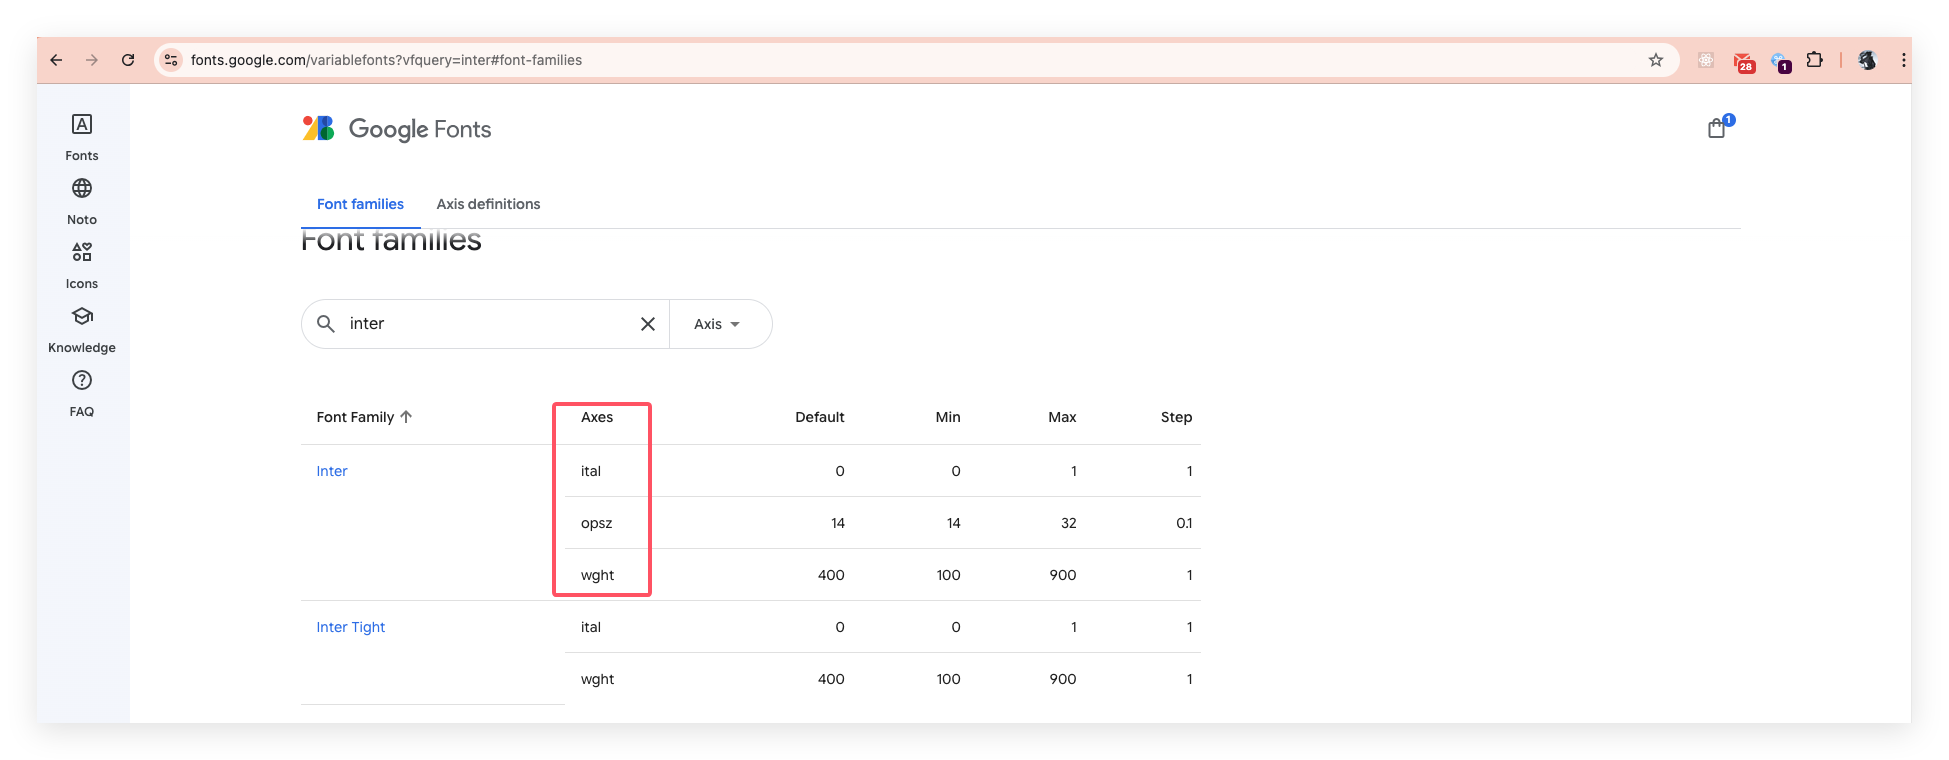 fonts.google.com/variablefonts?vfquery=inter#font-families
28
1
Google Fonts
1
Fonts
Noto
Icons
Knowledge
FAQ
Font families
Axis definitions
Font families
inter
Axis
Font Family Axes Default Min Max Step
Inter ital 0 0 1 1
opsz 14 14 32 0.1
wght 400 100 900 1
Inter Tight ital 0 0 1 1
wght 400 100 900 1